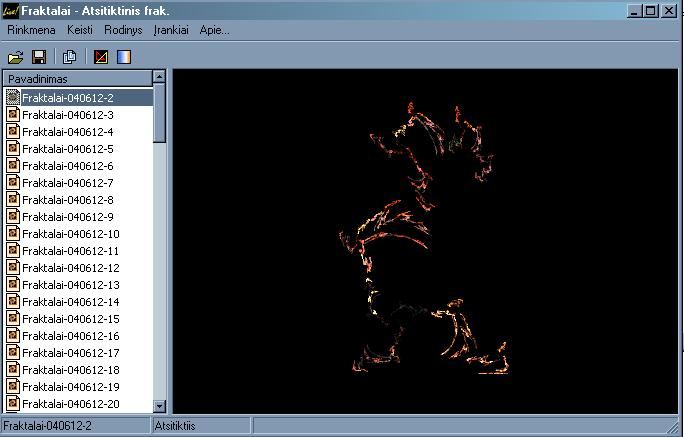 Live! Fraktalai - Atsitiktinis frak.
Rinkmena Keisti Rodinys Įrankiai Apie...
Pavadinimas
Fraktalai-040612-2
Fraktalai-040612-3
Fraktalai-040612-4
Fraktalai-040612-5
Fraktalai-040612-6
Fraktalai-040612-7
Fraktalai-040612-8
Fraktalai-040612-9
Fraktalai-040612-10
Fraktalai-040612-11
Fraktalai-040612-12
Fraktalai-040612-13
Fraktalai-040612-14
Fraktalai-040612-15
Fraktalai-040612-16
Fraktalai-040612-17
Fraktalai-040612-18
Fraktalai-040612-19
Fraktalai-040612-20
Fraktalai-040612-2 Atsitiktiis